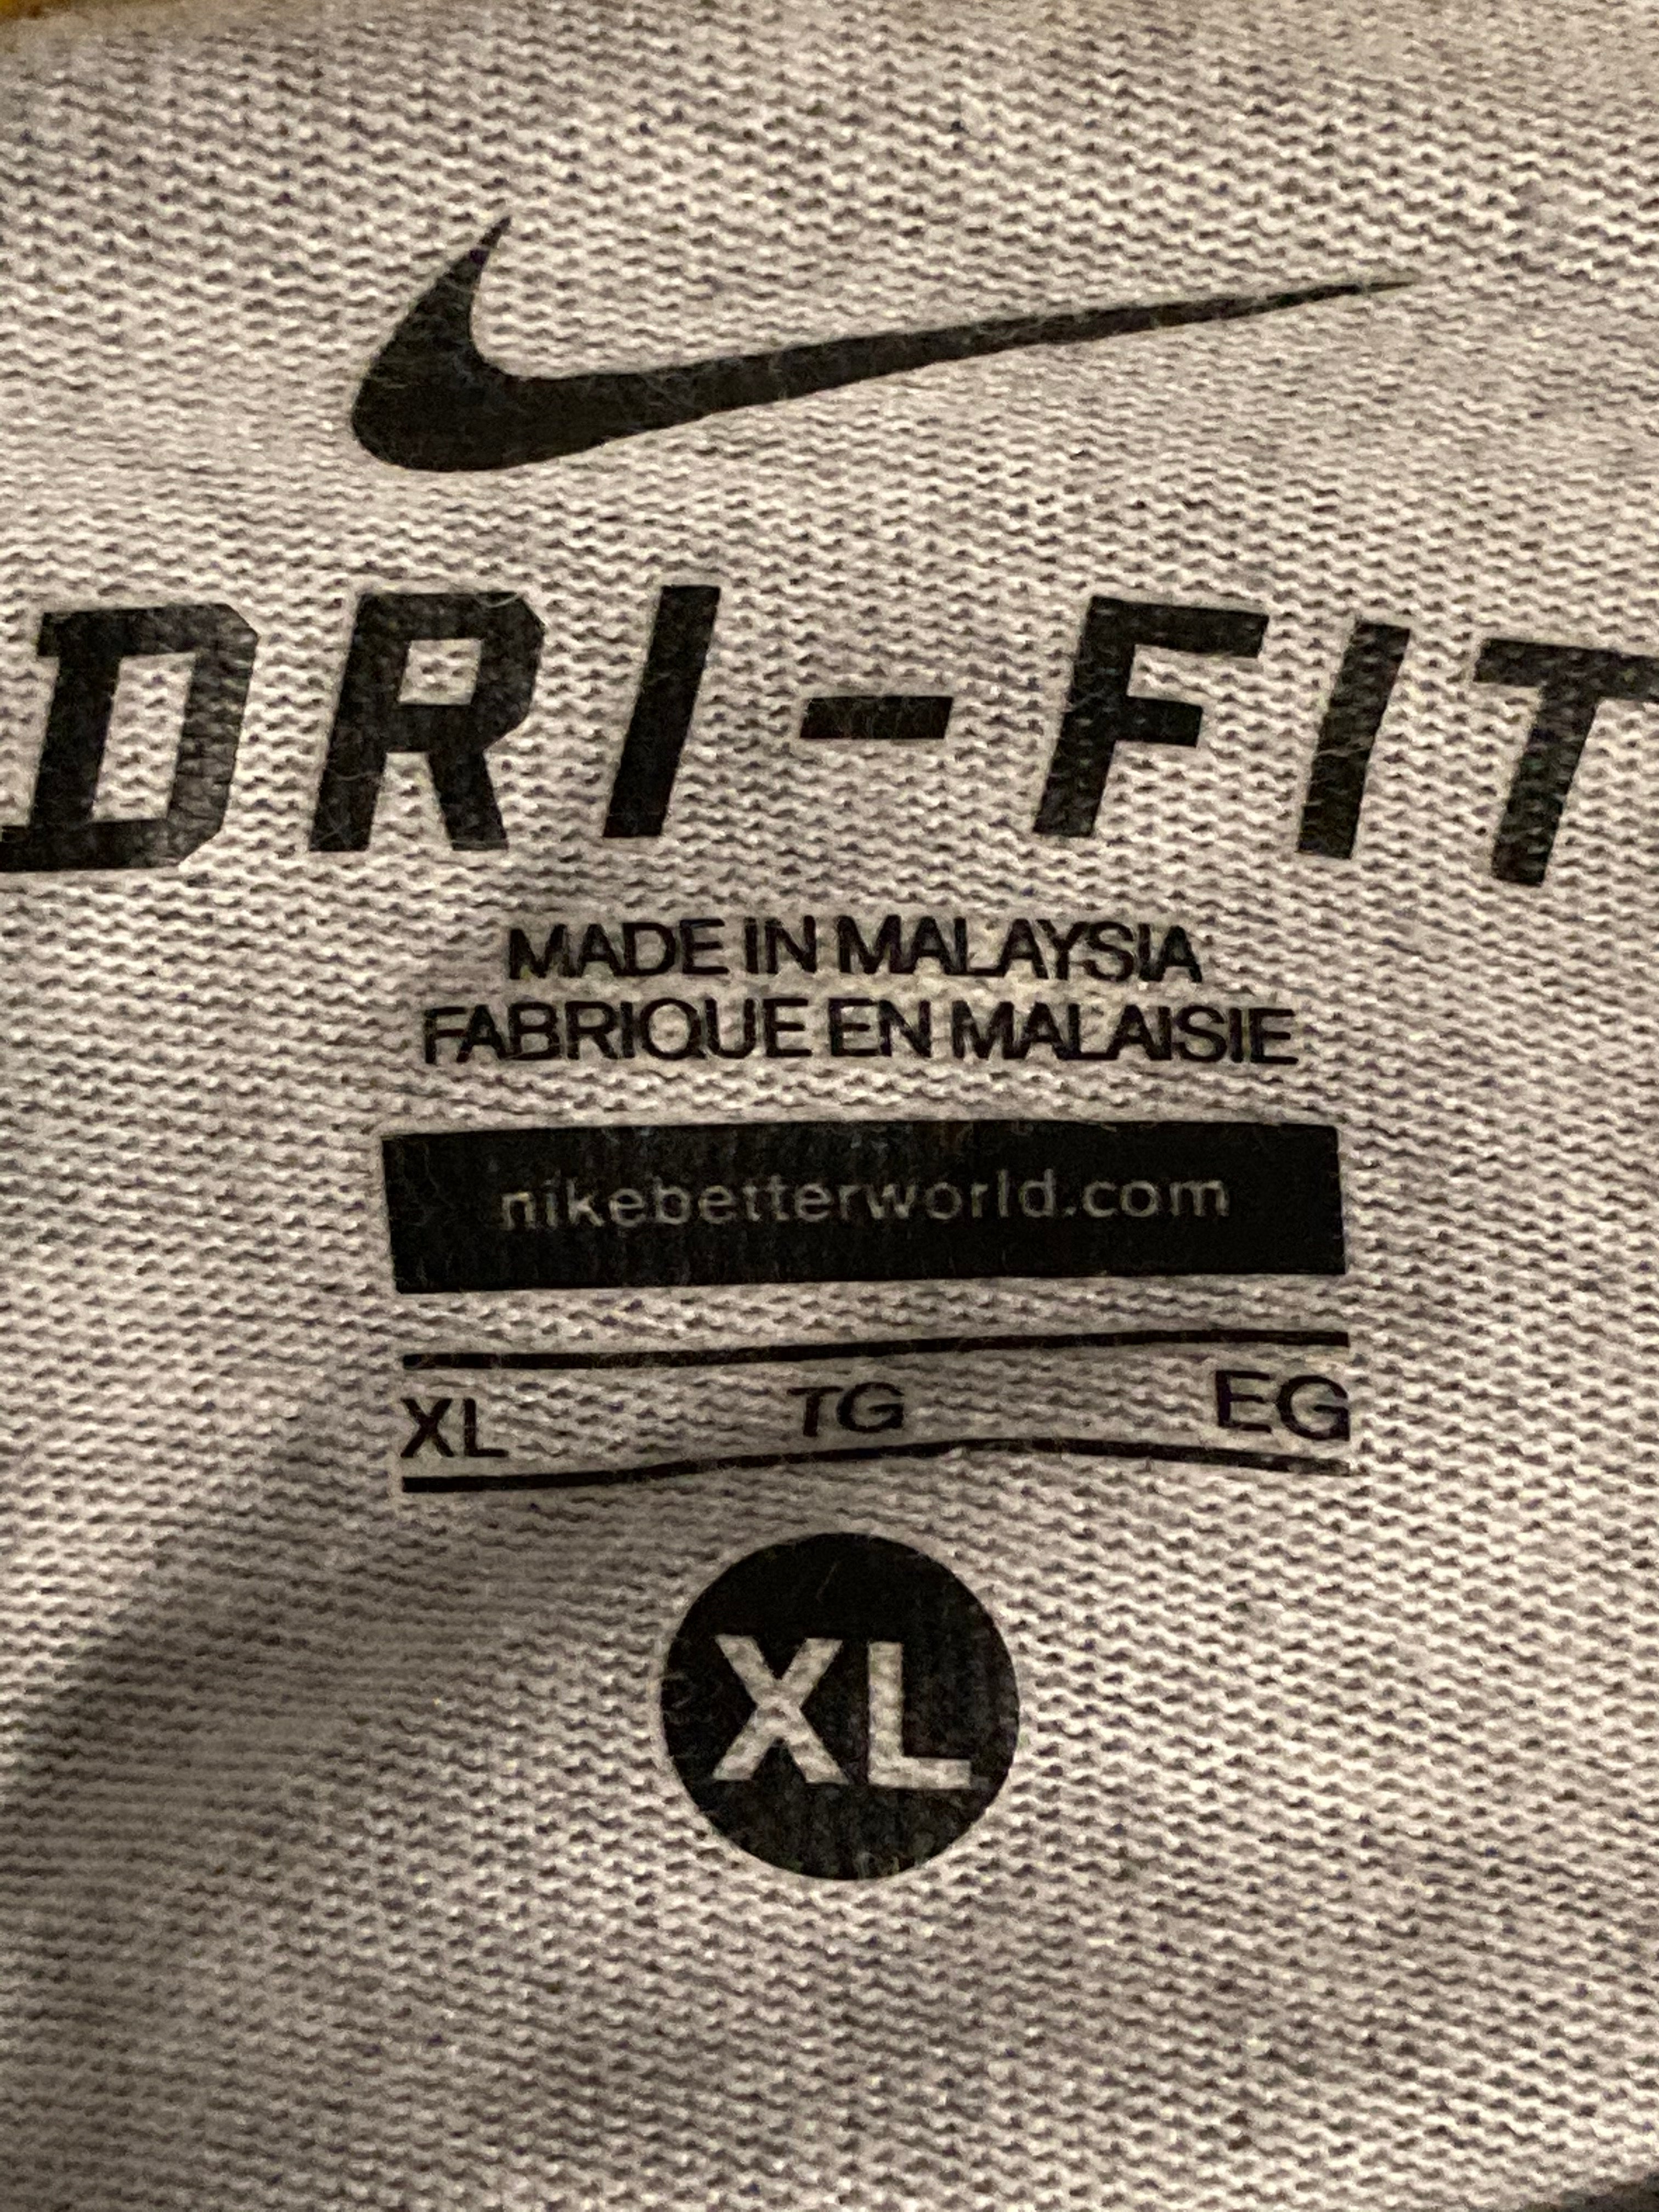 DRI-FIT
MADE IN MALAYSIA
FABRIQUE EN MALAISIE
nikebetterworld.com
XL TG EG
XL